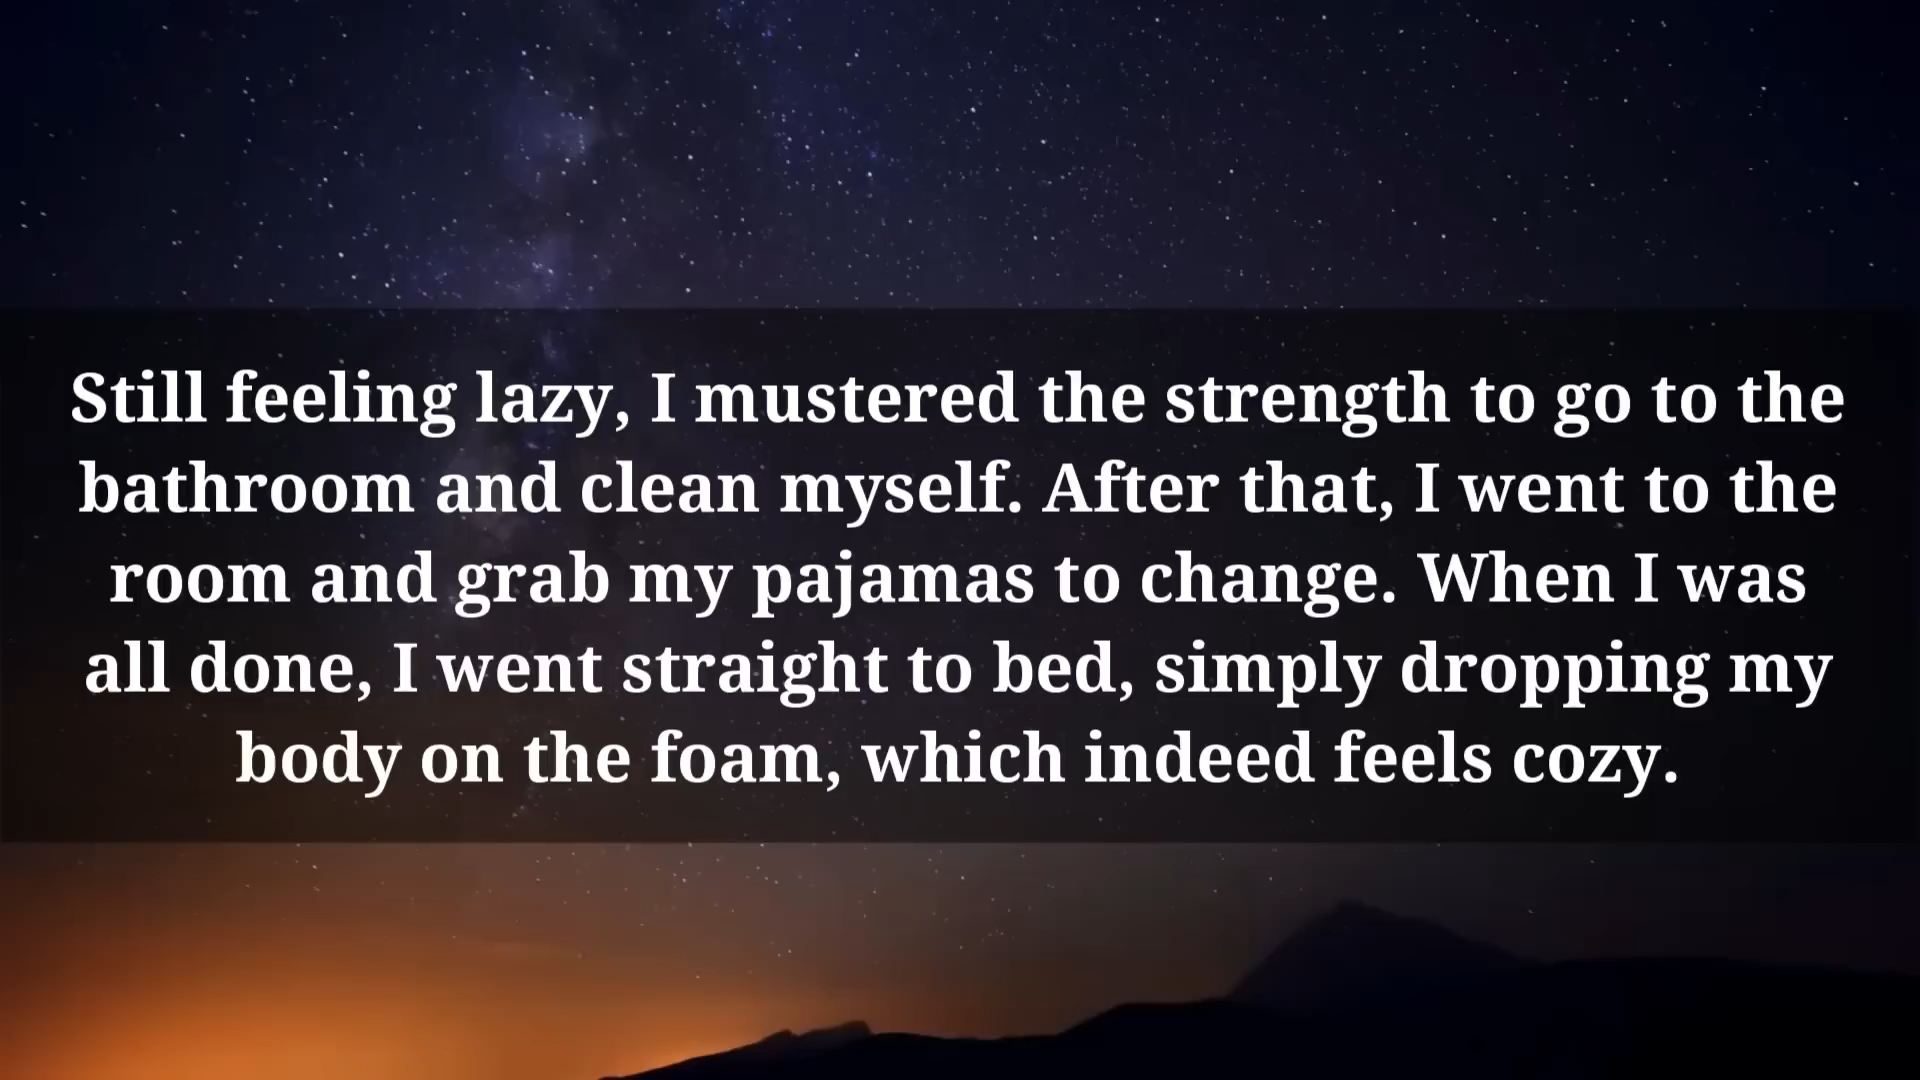 Still feeling lazy, I mustered the strength to go to the
bathroom and clean myself. After that, I went to the
room and grab my pajamas to change. When I was
all done, I went straight to bed, simply dropping my
body on the foam, which indeed feels cozy.